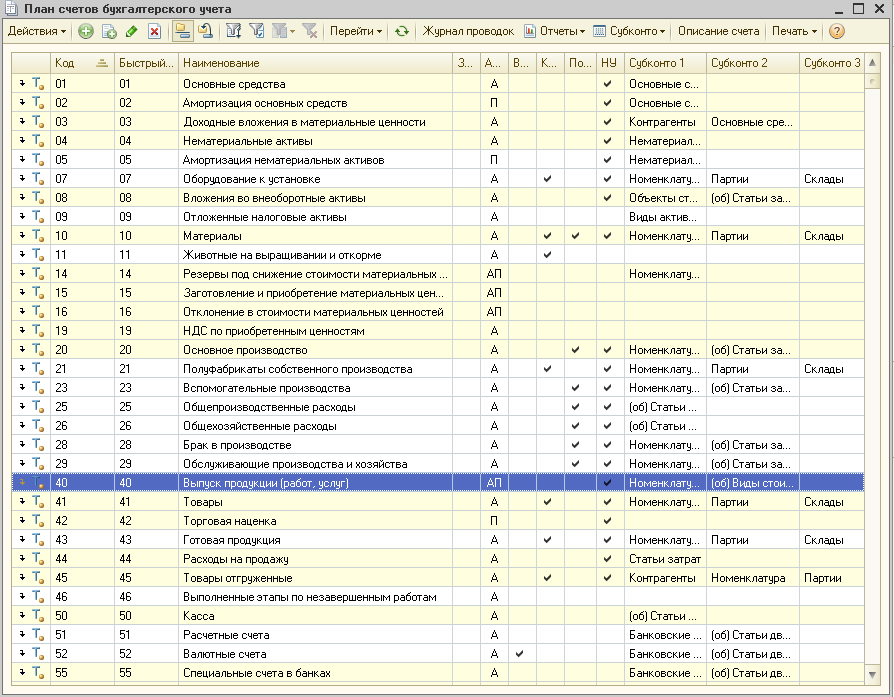 План счетов бухгалтерского учета
Действия Перейти Журнал проводок Отчеты Субконто Описание счета Печать ?
Код Быстрый... Наименование З... А... В... К... По... НУ Субконто 1 Субконто 2 Субконто 3
01 01 Основные средства А ✓ Основные с...
02 02 Амортизация основных средств П ✓ Основные с...
03 03 Доходные вложения в материальные ценности А ✓ Контрагенты Основные сре...
04 04 Нематериальные активы А ✓ Нематериал...
05 05 Амортизация нематериальных активов П ✓ Нематериал...
07 07 Оборудование к установке А ✓ ✓ Номенклату... Партии Склады
08 08 Вложения во внеоборотные активы А ✓ Объекты ст... (об) Статьи за...
09 09 Отложенные налоговые активы А Виды актив...
10 10 Материалы А ✓ ✓ ✓ Номенклату... Партии Склады
11 11 Животные на выращивании и откорме А ✓
14 14 Резервы под снижение стоимости материальных ... АП Номенклату...
15 15 Заготовление и приобретение материальных цен... АП
16 16 Отклонение в стоимости материальных ценностей АП
19 19 НДС по приобретенным ценностям А
20 20 Основное производство А ✓ ✓ Номенклату... (об) Статьи за...
21 21 Полуфабрикаты собственного производства А ✓ ✓ Номенклату... Партии Склады
23 23 Вспомогательные производства А ✓ ✓ Номенклату... (об) Статьи за...
25 25 Общепроизводственные расходы А ✓ ✓ (об) Статьи ...
26 26 Общехозяйственные расходы А ✓ ✓ (об) Статьи ...
28 28 Брак в производстве А ✓ ✓ Номенклату... (об) Статьи за...
29 29 Обслуживающие производства и хозяйства А ✓ ✓ Номенклату... (об) Статьи за...
40 40 Выпуск продукции (работ, услуг) АП ✓ Номенклату... (об) Виды стои...
41 41 Товары А ✓ ✓ Номенклату... Партии Склады
42 42 Торговая наценка П ✓
43 43 Готовая продукция А ✓ ✓ Номенклату... Партии Склады
44 44 Расходы на продажу А ✓ Статьи затрат
45 45 Товары отгруженные А ✓ ✓ Контрагенты Номенклатура Партии
46 46 Выполненные этапы по незавершенным работам А
50 50 Касса А (об) Статьи ...
51 51 Расчетные счета А Банковские ... (об) Статьи дв...
52 52 Валютные счета А ✓ Банковские ... (об) Статьи дв...
55 55 Специальные счета в банках А Банковские ... (об) Статьи дв...